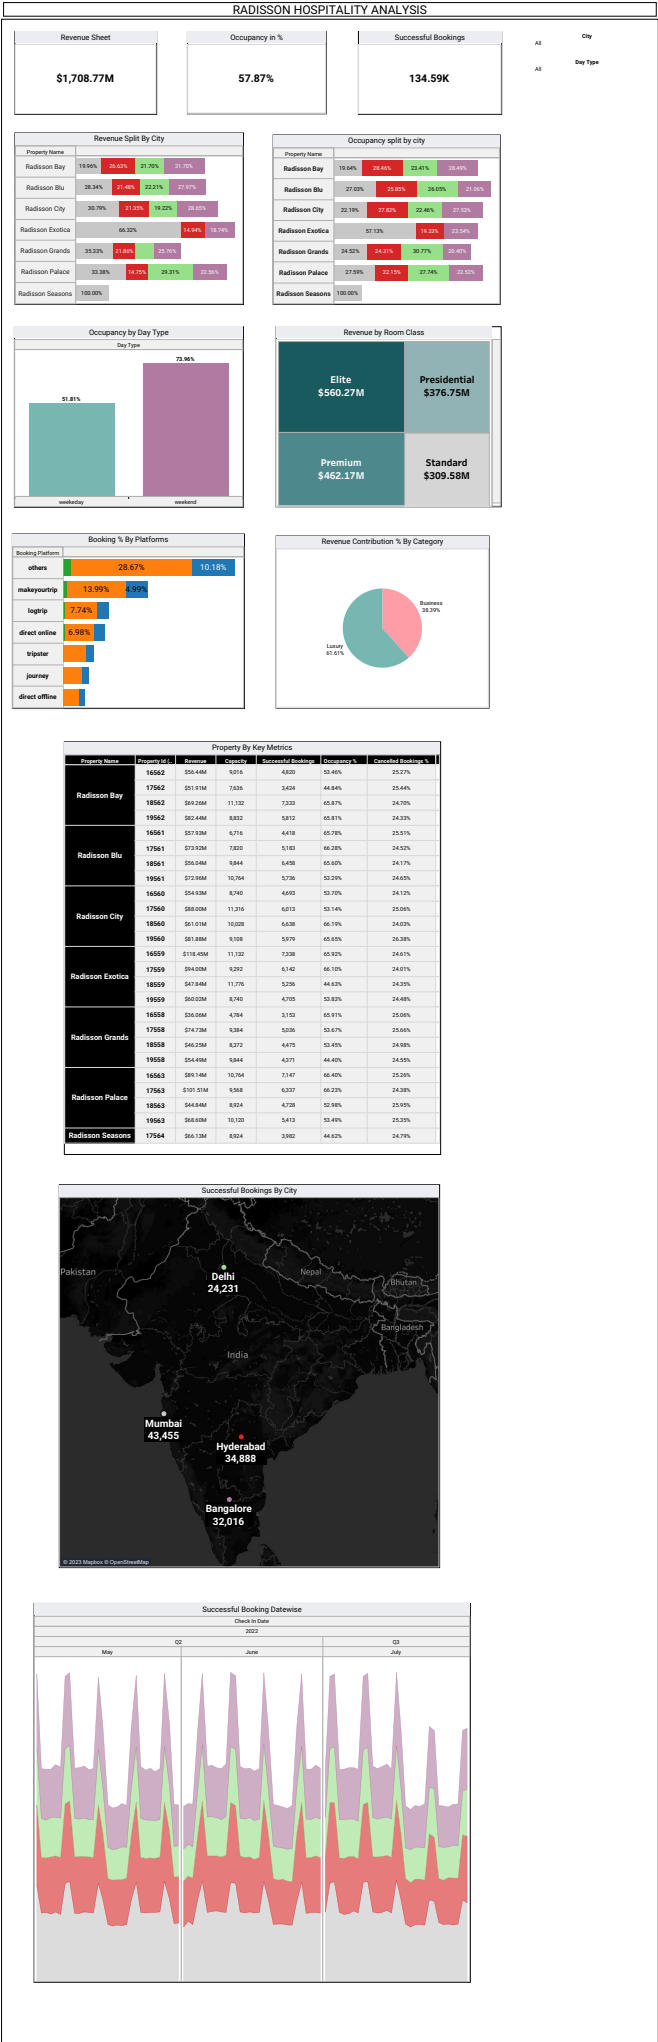 RADISSON HOSPITALITY ANALYSIS
Revenue Sheet
$1,708.77M
Occupancy in %
57.87%
Successful Bookings
134.59K
City
All
Day Type
All
Revenue Split By City
Property Name
Radisson Bay 19.96% 26.63% 21.70% 31.70%
Radisson Blu 28.34% 21.48% 22.21% 27.97%
Radisson City 30.79% 21.35% 19.22% 28.65%
Radisson Exotica 66.32% 14.94% 18.74%
Radisson Grands 35.33% 21.86% 25.76%
Radisson Palace 33.38% 14.75% 29.31% 22.56%
Radisson Seasons 100.00%
Occupancy split by city
Property Name
Radisson Bay 19.64% 28.46% 23.41% 28.49%
Radisson Blu 27.03% 25.85% 26.05% 21.06%
Radisson City 22.19% 27.82% 22.46% 27.53%
Radisson Exotica 57.13% 19.33% 23.54%
Radisson Grands 24.52% 24.31% 30.77% 20.40%
Radisson Palace 27.59% 22.15% 27.74% 22.52%
Radisson Seasons 100.00%
Occupancy by Day Type
Day Type
51.81%
73.96%
weekeday
weekend
Revenue by Room Class
Elite
$560.27M
Presidential
$376.75M
Premium
$462.17M
Standard
$309.58M
Booking % By Platforms
Booking Platform
others 28.67% 10.18%
makeyourtrip 13.99% 4.99%
logtrip 7.74%
direct online 6.98%
tripster
journey
direct offline
Revenue Contribution % By Category
Business
38.39%
Luxury
61.61%
Property By Key Metrics
Property Name Property Id (.. Revenue Capacity Successful Bookings Occupancy % Cancelled Bookings %
Radisson Bay
16562 $56.44M 9,016 4,820 53.46% 25.27%
17562 $51.91M 7,636 3,424 44.84% 25.44%
18562 $69.26M 11,132 7,333 65.87% 24.70%
19562 $82.44M 8,832 5,812 65.81% 24.33%
Radisson Blu
16561 $57.93M 6,716 4,418 65.78% 25.51%
17561 $73.92M 7,820 5,183 66.28% 24.52%
18561 $56.04M 9,844 6,458 65.60% 24.17%
19561 $72.96M 10,764 5,736 53.29% 24.65%
Radisson City
16560 $54.93M 8,740 4,693 53.70% 24.12%
17560 $88.00M 11,316 6,013 53.14% 25.06%
18560 $61.01M 10,028 6,638 66.19% 24.03%
19560 $81.88M 9,108 5,979 65.65% 26.38%
Radisson Exotica
16559 $118.45M 11,132 7,338 65.92% 24.61%
17559 $94.00M 9,292 6,142 66.10% 24.01%
18559 $47.84M 11,776 5,256 44.63% 24.35%
19559 $60.02M 8,740 4,705 53.83% 24.48%
Radisson Grands
16558 $36.06M 4,784 3,153 65.91% 25.06%
17558 $74.73M 9,384 5,036 53.67% 25.66%
18558 $46.25M 8,372 4,475 53.45% 24.98%
19558 $54.49M 9,844 4,371 44.40% 24.55%
Radisson Palace
16563 $89.14M 10,764 7,147 66.40% 25.26%
17563 $101.51M 9,568 6,337 66.23% 24.38%
18563 $44.84M 8,924 4,728 52.98% 25.95%
19563 $68.60M 10,120 5,413 53.49% 25.35%
Radisson Seasons 17564 $66.13M 8,924 3,982 44.62% 24.79%
Successful Bookings By City
Pakistan
Delhi
24,231
Nepal
Bhutan
Bangladesh
India
Mumbai
43,455
Hyderabad
34,888
Bangalore
32,016
© 2023 Mapbox © OpenStreetMap
Successful Booking Datewise
Check In Date
2022
Q2 Q3
May June July